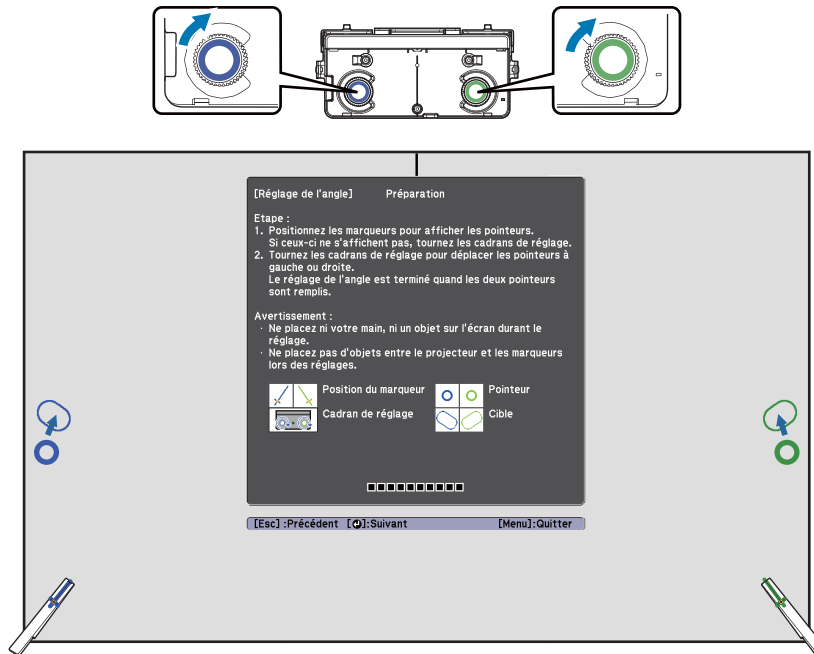 [Réglage de l'angle] Préparation
Etape :
1. Positionnez les marqueurs pour afficher les pointeurs.
Si ceux-ci ne s'affichent pas, tournez les cadrans de réglage.
2. Tournez les cadrans de réglage pour déplacer les pointeurs à
gauche ou droite.
Le réglage de l'angle est terminé quand les deux pointeurs
sont remplis.
Avertissement :
· Ne placez ni votre main, ni un objet sur l'écran durant le
réglage.
· Ne placez pas d'objets entre le projecteur et les marqueurs
lors des réglages.
Position du marqueur Pointeur
Cadran de réglage Cible
[Esc] :Précédent [↵]:Suivant [Menu]:Quitter